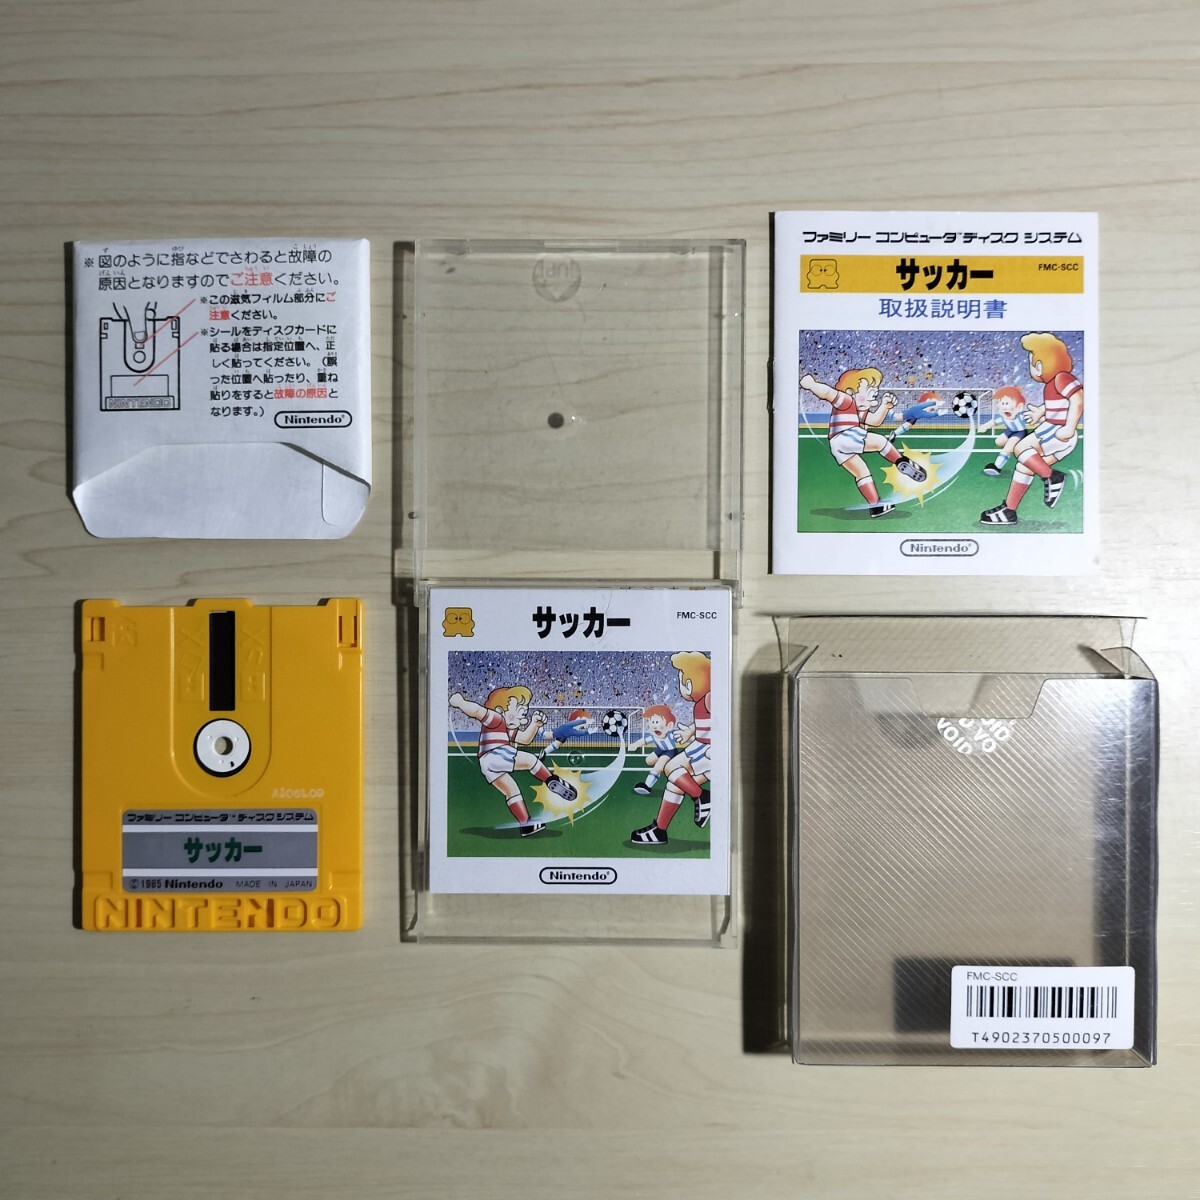 ※図のように指などでさわると故障の
原因となりますのでご注意ください。
※この磁気フィルム部分にご
注意ください。
※シールをディスクカードに
貼る場合は指定位置へ、正
しく貼ってください。(誤
った位置へ貼ったり、重ね
貼りをすると故障の原因と
なります。)
NINTENDO
Nintendo®
ファミリー コンピュータ™ディスク システム
サッカー
FMC-SCC
取扱説明書
Nintendo®
サッカー
FMC-SCC
Nintendo®
ファミリー コンピュータ™ディスク システム
サッカー
©1985 Nintendo MADE IN JAPAN
NINTENDO
VOID
VO
VOID
FMC-SCC
T4902370500097